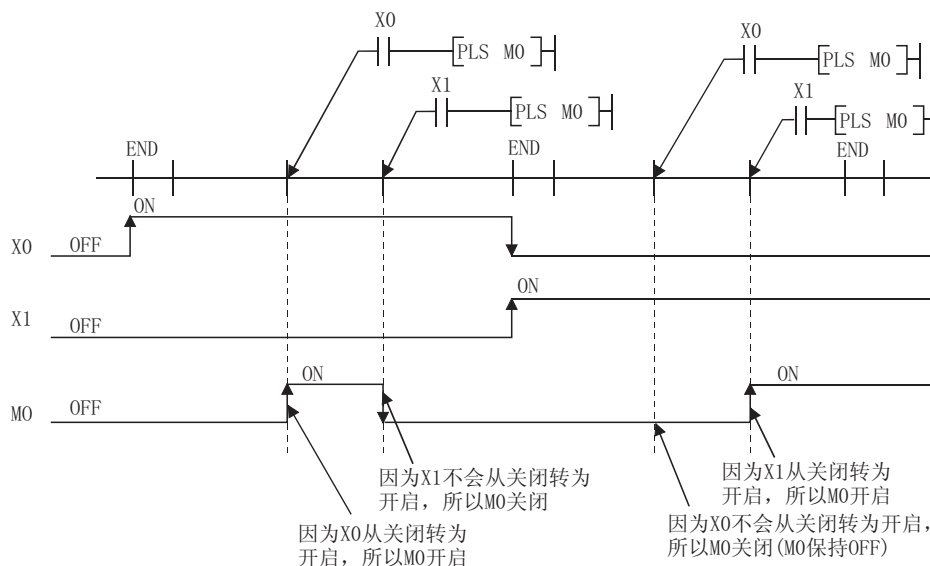 X0
PLS M0
X1
PLS M0
X0
PLS M0
X1
PLS M0
END
END
END
ON
X0 OFF
ON
X1 OFF
ON
ON
M0 OFF
因为X1不会从关闭转为
开启，所以M0关闭
因为X0从关闭转为
开启，所以M0开启
因为X1从关闭转为
开启，所以M0开启
因为X0不会从关闭转为开启，
所以M0关闭(M0保持OFF)